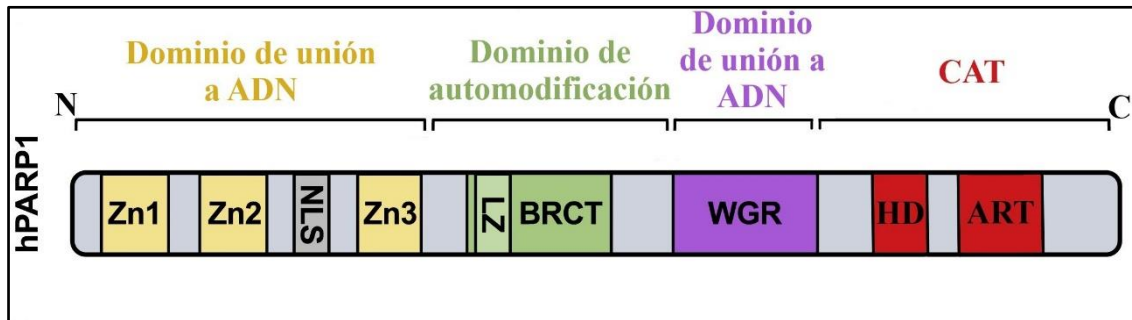 Dominio de unión
a ADN
Dominio de
automodificación
Dominio
de unión a
ADN
CAT
N
C
hPARP1
Zn1
Zn2
NLS
Zn3
LZ
BRCT
WGR
HD
ART